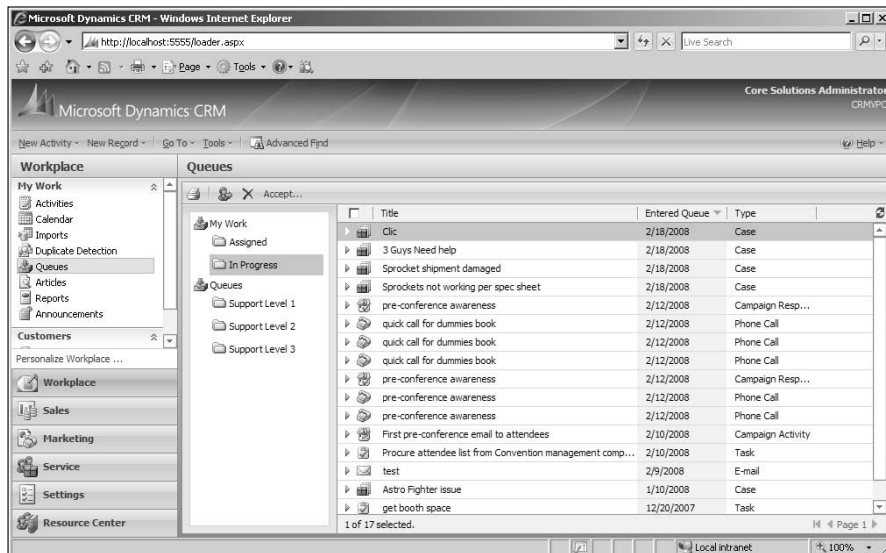 Microsoft Dynamics CRM - Windows Internet Explorer
http://localhost:5555/loader.aspx
Live Search
Page
Tools
Microsoft Dynamics CRM
Core Solutions Administrator
CRMVPC
New Activity
New Record
Go To
Tools
Advanced Find
Help
Workplace
My Work
Activities
Calendar
Imports
Duplicate Detection
Queues
Articles
Reports
Announcements
Customers
Personalize Workplace ...
Workplace
Sales
Marketing
Service
Settings
Resource Center
Queues
Accept...
My Work
Assigned
In Progress
Queues
Support Level 1
Support Level 2
Support Level 3
Title Entered Queue Type
Clic 2/18/2008 Case
3 Guys Need help 2/18/2008 Case
Sprocket shipment damaged 2/18/2008 Case
Sprockets not working per spec sheet 2/18/2008 Case
pre-conference awareness 2/12/2008 Campaign Resp...
quick call for dummies book 2/12/2008 Phone Call
quick call for dummies book 2/12/2008 Phone Call
quick call for dummies book 2/12/2008 Phone Call
pre-conference awareness 2/12/2008 Campaign Resp...
pre-conference awareness 2/12/2008 Phone Call
pre-conference awareness 2/12/2008 Phone Call
First pre-conference email to attendees 2/10/2008 Campaign Activity
Procure attendee list from Convention management comp... 2/10/2008 Task
test 2/9/2008 E-mail
Astro Fighter issue 1/10/2008 Case
get booth space 12/20/2007 Task
1 of 17 selected.
Page 1
Local intranet
100%